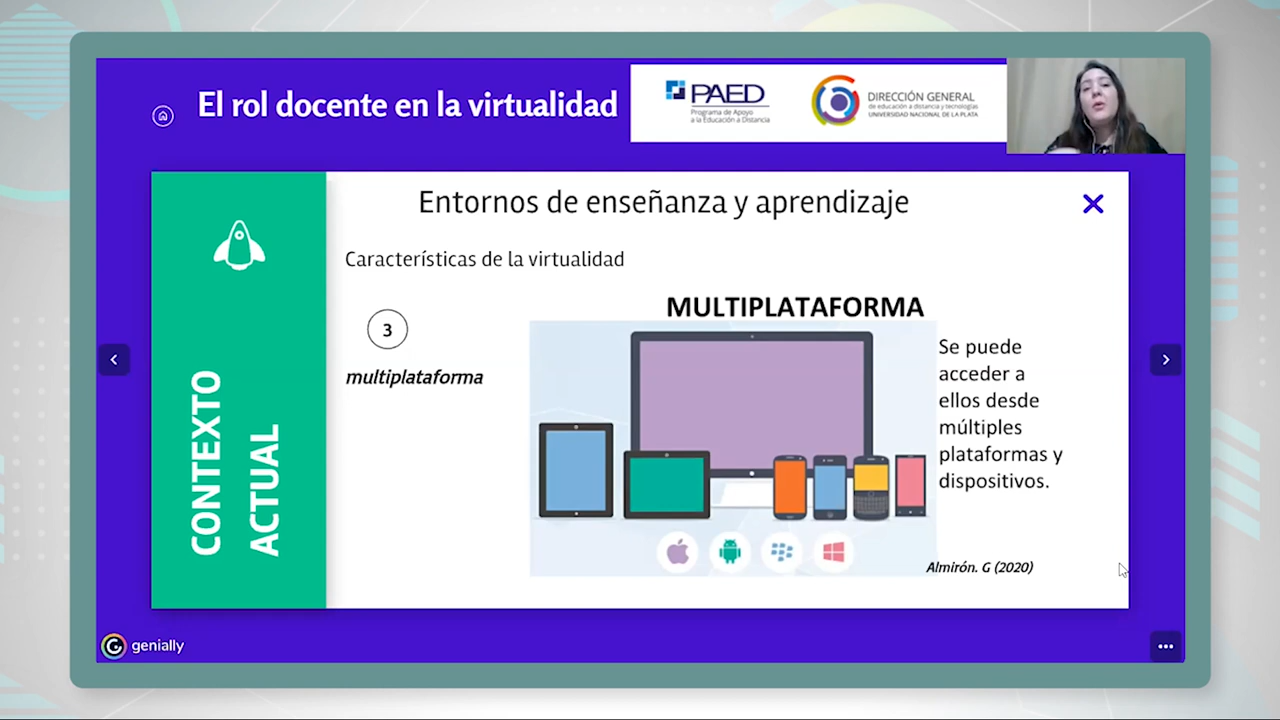 El rol docente en la virtualidad
PAED
Programa de Apoyo
a la Educación a Distancia
DIRECCIÓN GENERAL
de educación a distancia y tecnologías
UNIVERSIDAD NACIONAL DE LA PLATA
CONTEXTO
ACTUAL
Entornos de enseñanza y aprendizaje
Características de la virtualidad
3
multiplataforma
MULTIPLATAFORMA
Se puede
acceder a
ellos desde
múltiples
plataformas y
dispositivos.
Almirón. G (2020)
genially